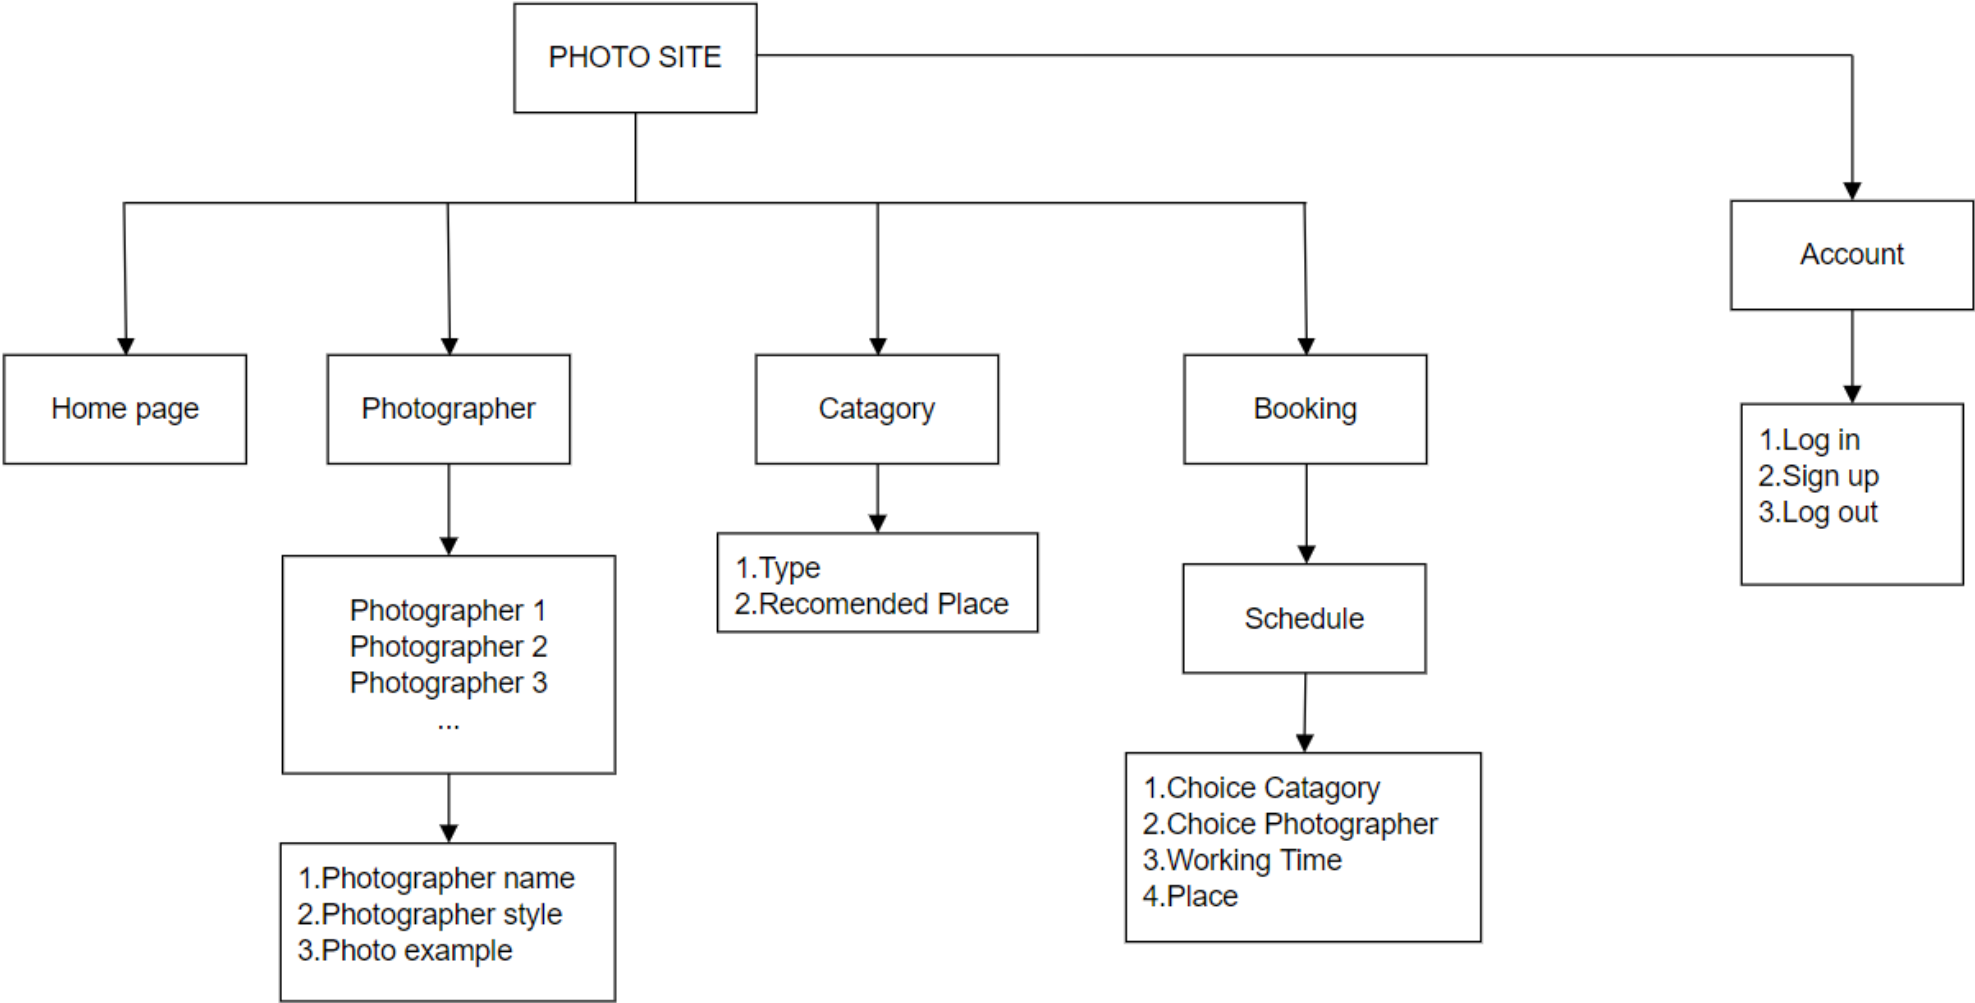 PHOTO SITE
Account
Home page
Photographer
Catagory
Booking
1.Log in
2.Sign up
3.Log out
Photographer 1
Photographer 2
Photographer 3
...
1.Type
2.Recomended Place
Schedule
1.Photographer name
2.Photographer style
3.Photo example
1.Choice Catagory
2.Choice Photographer
3.Working Time
4.Place